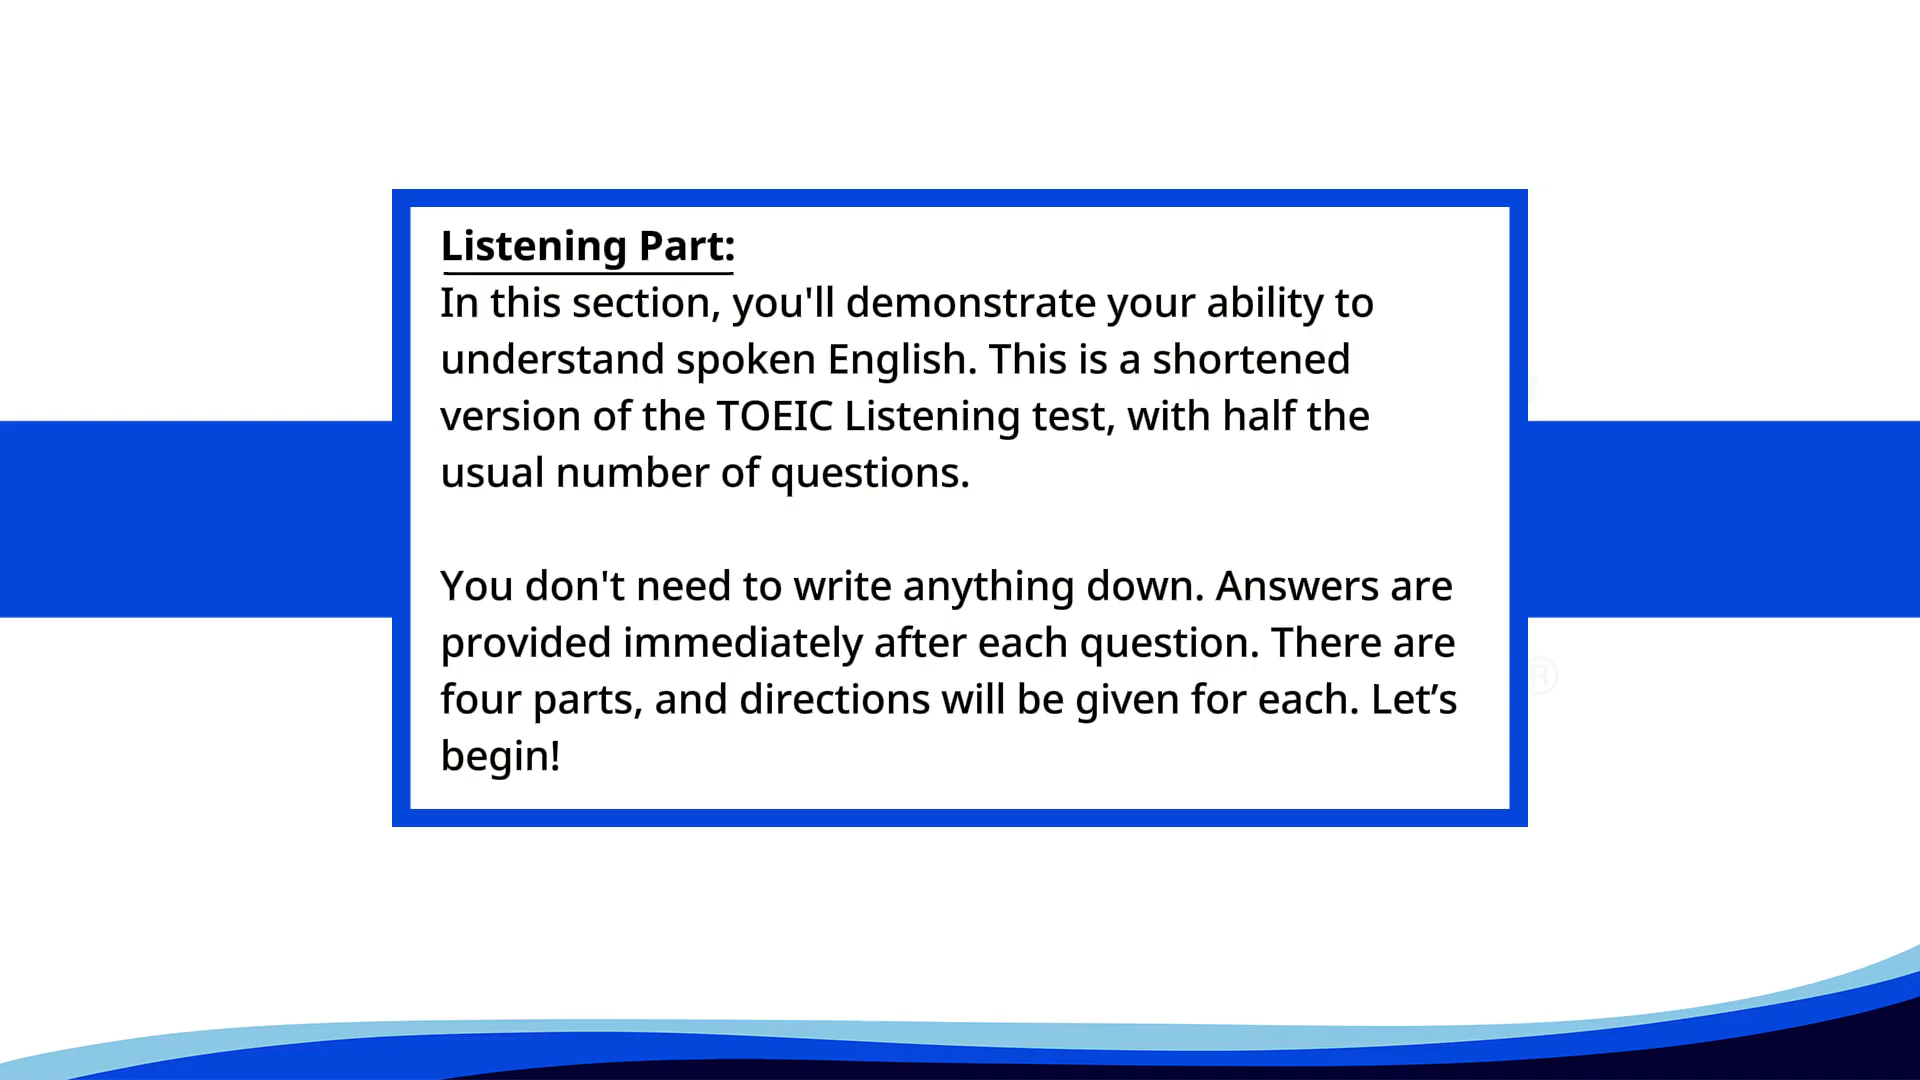 Listening Part:
In this section, you'll demonstrate your ability to
understand spoken English. This is a shortened
version of the TOEIC Listening test, with half the
usual number of questions.
You don't need to write anything down. Answers are
provided immediately after each question. There are
four parts, and directions will be given for each. Let’s
begin!
®